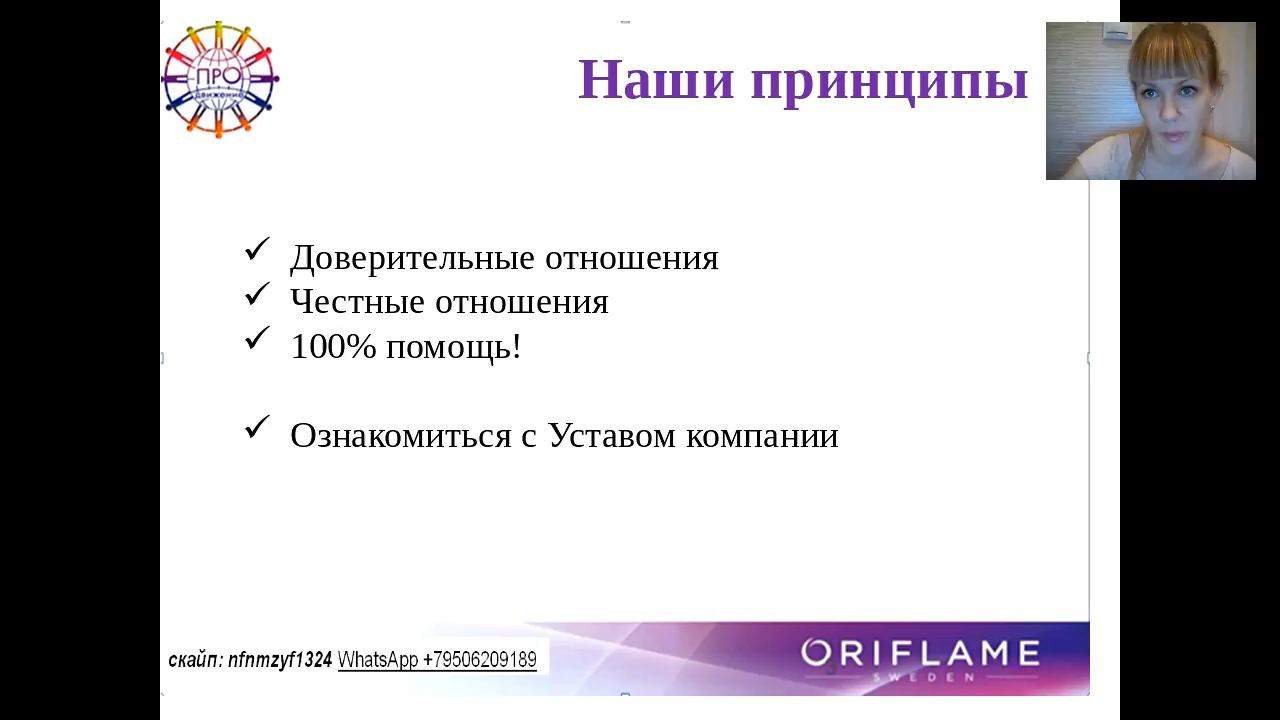 ПРО
движение
Наши принципы
✓ Доверительные отношения
✓ Честные отношения
✓ 100% помощь!
✓ Ознакомиться с Уставом компании
скайп: nfnmzyf1324 WhatsApp +79506209189
ORIFLAME
SWEDEN
3